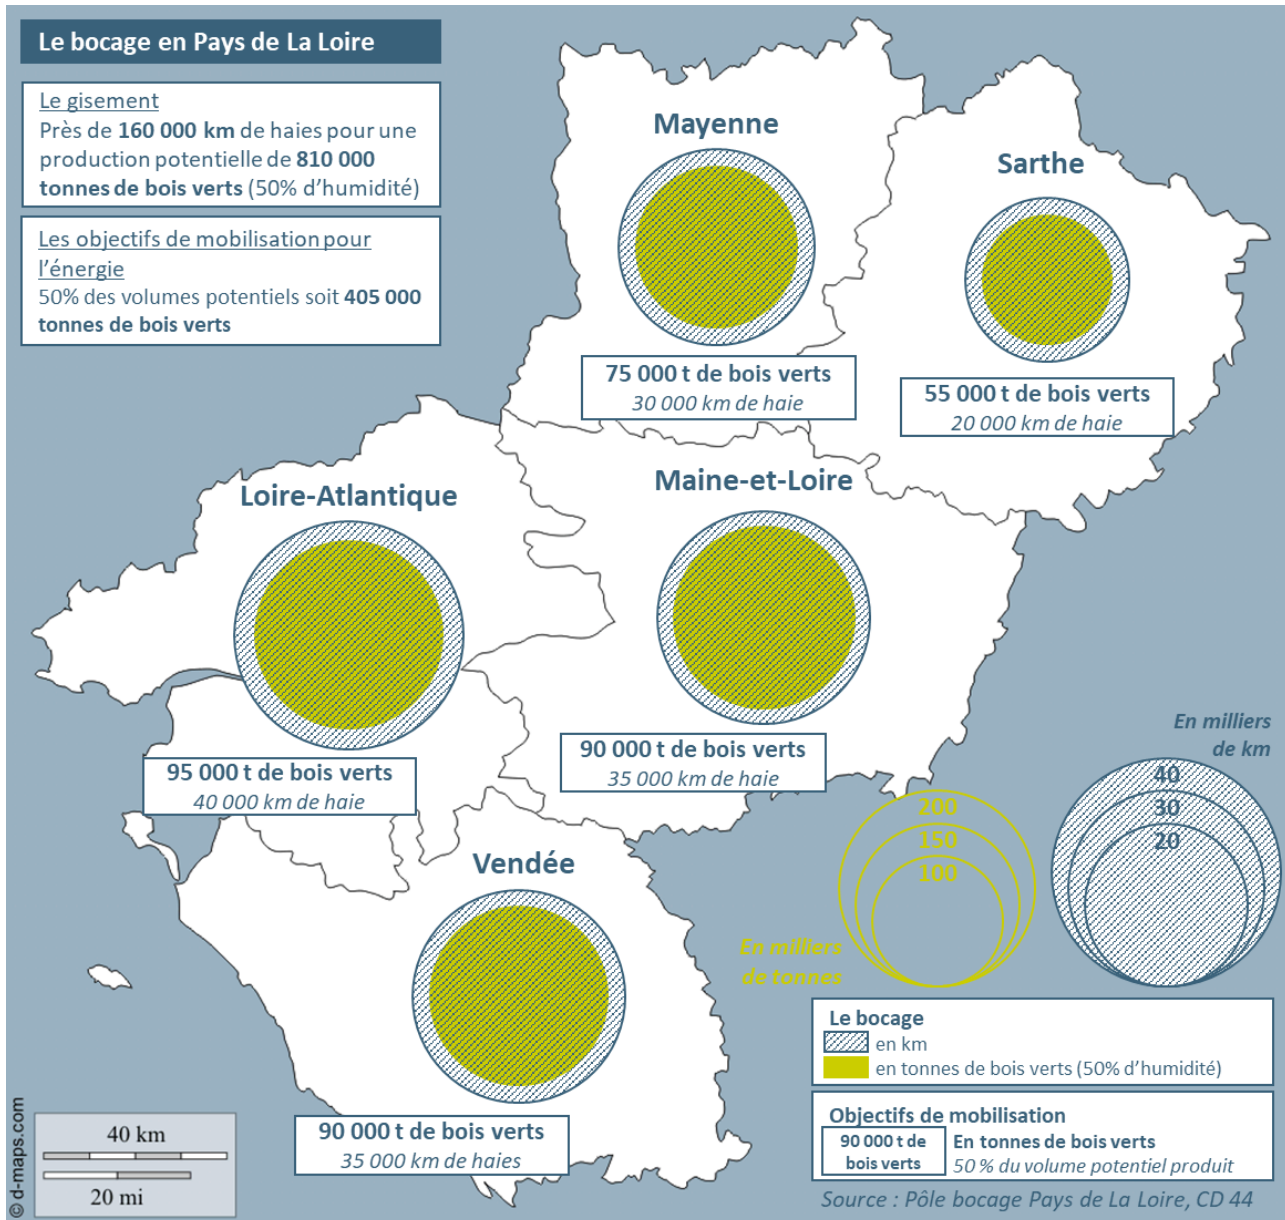 Le bocage en Pays de La Loire
Le gisement
Près de 160 000 km de haies pour une
production potentielle de 810 000
tonnes de bois verts (50% d’humidité)
Les objectifs de mobilisation pour
l’énergie
50% des volumes potentiels soit 405 000
tonnes de bois verts
Mayenne
75 000 t de bois verts
30 000 km de haie
Sarthe
55 000 t de bois verts
20 000 km de haie
Loire-Atlantique
95 000 t de bois verts
40 000 km de haie
Maine-et-Loire
90 000 t de bois verts
35 000 km de haie
Vendée
90 000 t de bois verts
35 000 km de haies
En milliers
de km
40
30
20
200
150
100
En milliers
de tonnes
Le bocage
en km
en tonnes de bois verts (50% d’humidité)
Objectifs de mobilisation
90 000 t de
bois verts
En tonnes de bois verts
50 % du volume potentiel produit
Source : Pôle bocage Pays de La Loire, CD 44
40 km
20 mi
© d-maps.com